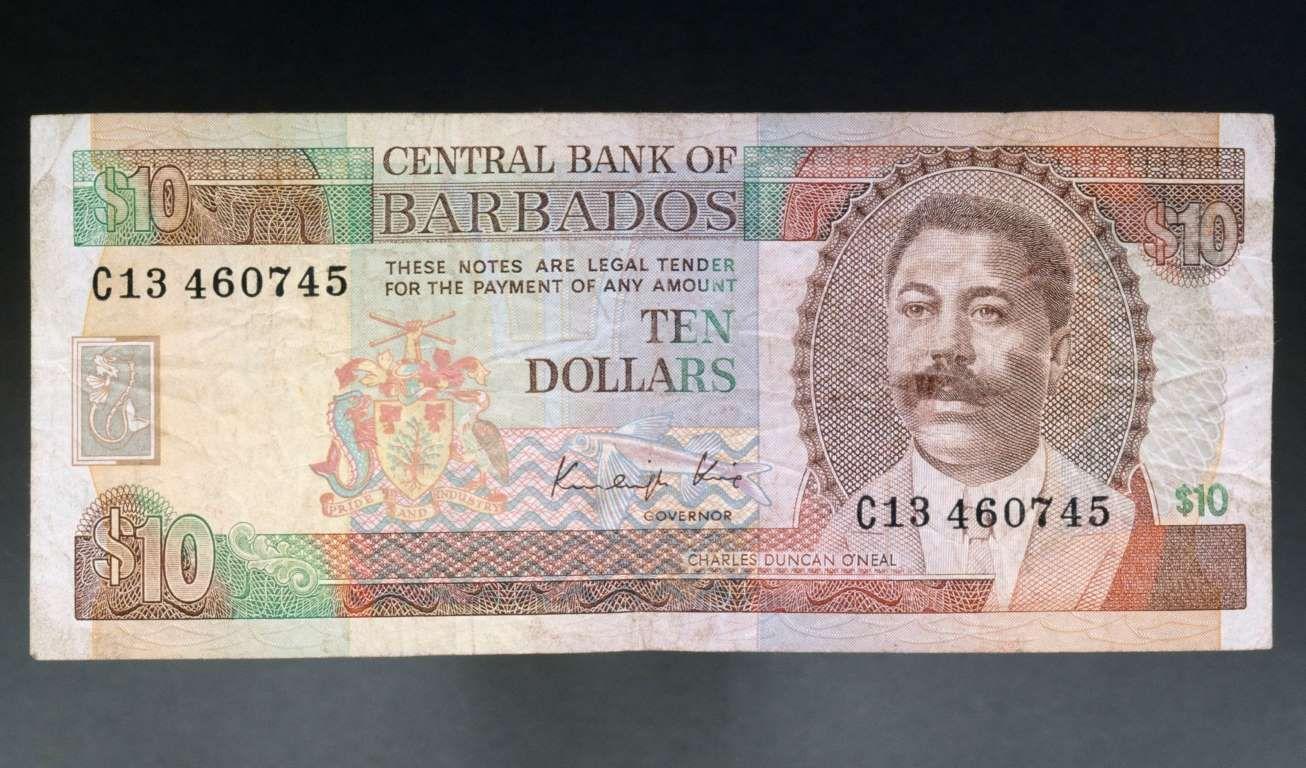 $10
CENTRAL BANK OF
BARBADOS
$10
C13 460745
THESE NOTES ARE LEGAL TENDER
FOR THE PAYMENT OF ANY AMOUNT
TEN
DOLLARS
PRIDE AND INDUSTRY
GOVERNOR
C13 460745
$10
$10
CHARLES DUNCAN O'NEAL